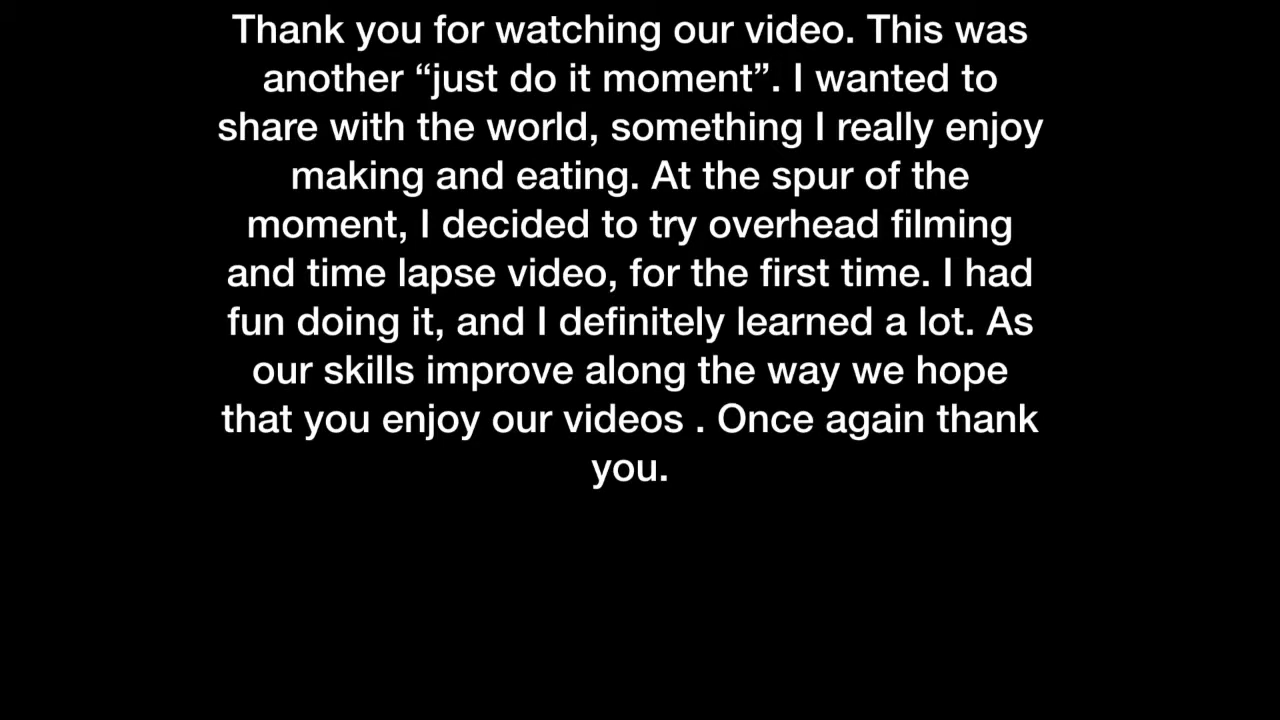 Thank you for watching our video. This was
another “just do it moment”. I wanted to
share with the world, something I really enjoy
making and eating. At the spur of the
moment, I decided to try overhead filming
and time lapse video, for the first time. I had
fun doing it, and I definitely learned a lot. As
our skills improve along the way we hope
that you enjoy our videos . Once again thank
you.